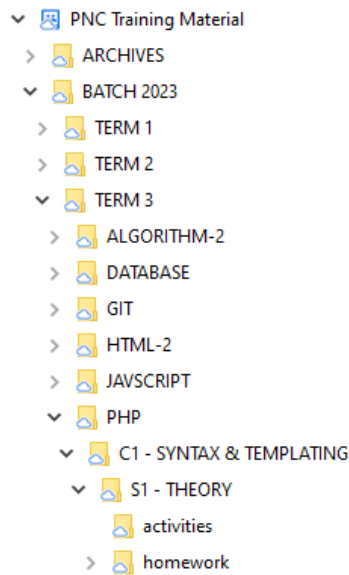 PNC Training Material
ARCHIVES
BATCH 2023
TERM 1
TERM 2
TERM 3
ALGORITHM-2
DATABASE
GIT
HTML-2
JAVSCRIPT
PHP
C1 - SYNTAX & TEMPLATING
S1 - THEORY
activities
homework